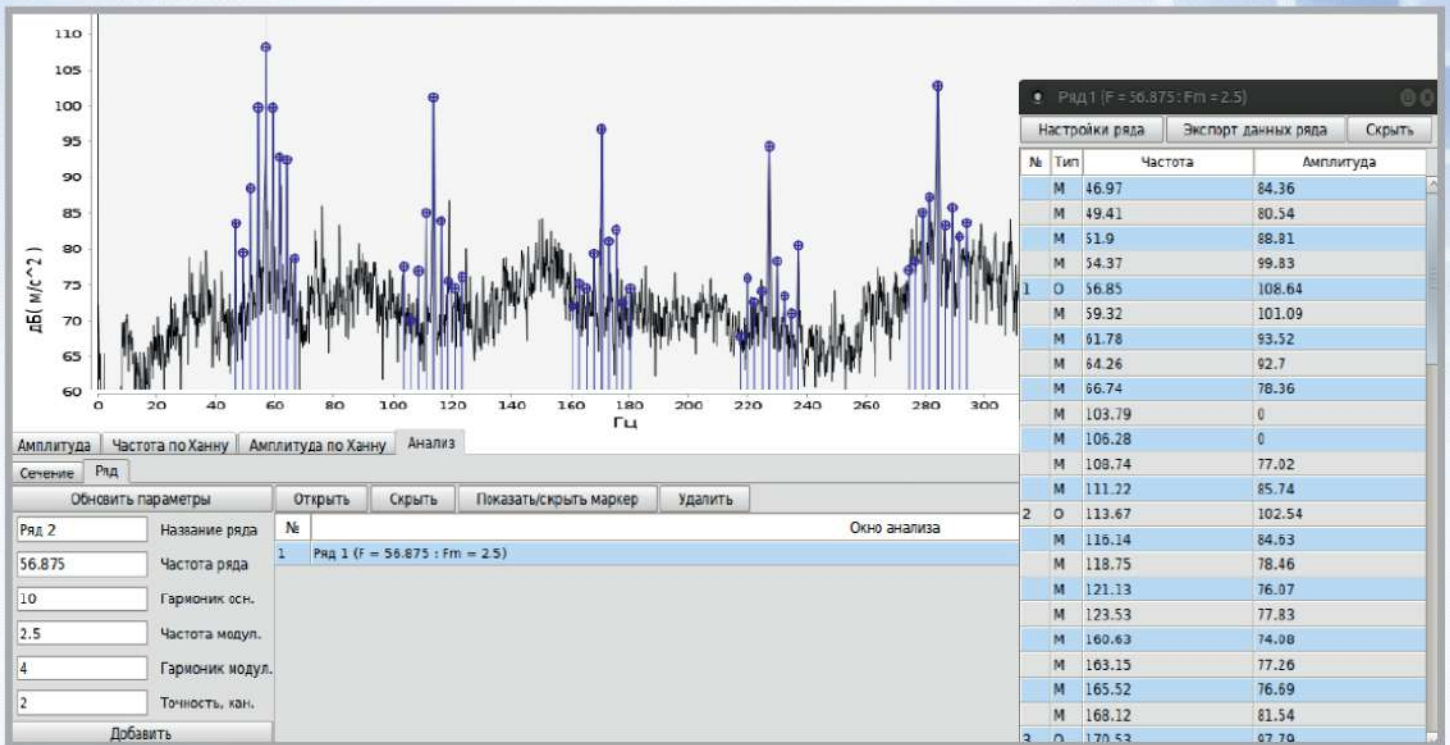 110
105
100
95
90
85
80
75
70
65
60
дБ( м/с^2 )
0 20 40 60 80 100 120 140 160 180 200 220 240 260 280 300
Гц
Амплитуда Частота по Ханну Амплитуда по Ханну Анализ
Сечение Ряд
Обновить параметры Открыть Скрыть Показать/скрыть маркер Удалить
Ряд 2 Название ряда
№ Окно анализа
1 Ряд 1 (F = 56.875 : Fm = 2.5)
56.875 Частота ряда
10 Гармоник осн.
2.5 Частота модул.
4 Гармоник модул.
2 Точность, кан.
Добавить
Ряд 1 (F = 56.875 : Fm = 2.5)
Настройки ряда Экспорт данных ряда Скрыть
№ Тип Частота Амплитуда
М 46.97 84.36
М 49.41 80.54
М 51.9 88.81
М 54.37 99.83
1 О 56.85 108.64
М 59.32 101.09
М 61.78 93.52
М 64.26 92.7
М 66.74 78.36
М 103.79 0
М 106.28 0
М 108.74 77.02
М 111.22 85.74
2 О 113.67 102.54
М 116.14 84.63
М 118.75 78.46
М 121.13 76.07
М 123.53 77.83
М 160.63 74.08
М 163.15 77.26
М 165.52 76.69
М 168.12 81.54
3 О 170.53 97.79